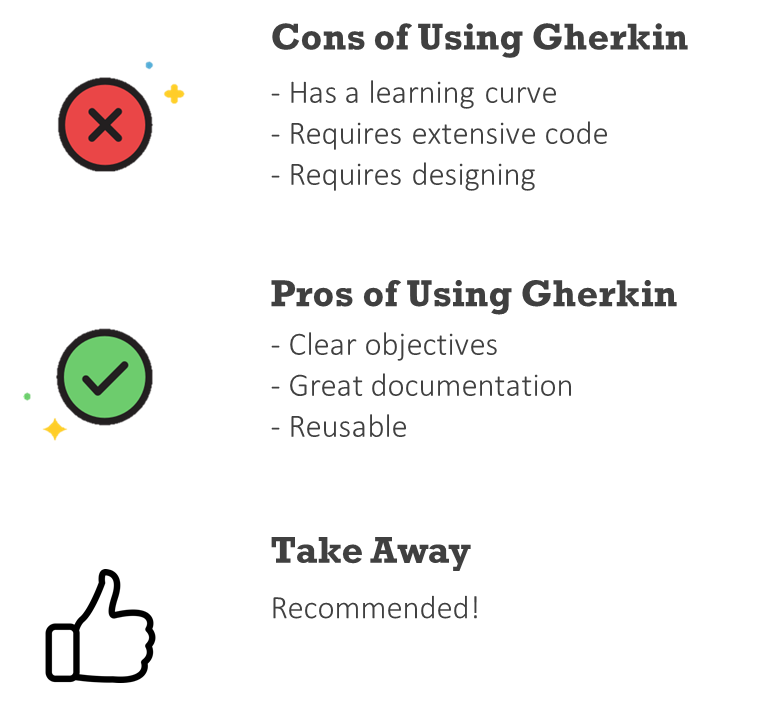 Cons of Using Gherkin
- Has a learning curve
- Requires extensive code
- Requires designing
Pros of Using Gherkin
- Clear objectives
- Great documentation
- Reusable
Take Away
Recommended!